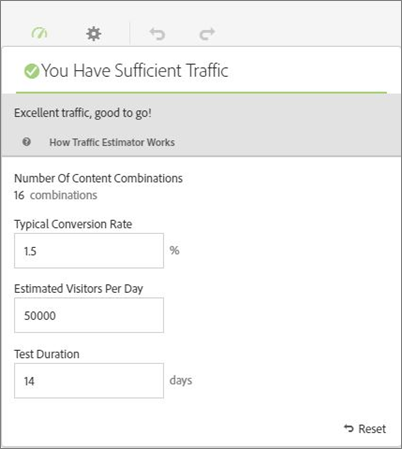 You Have Sufficient Traffic
Excellent traffic, good to go!
How Traffic Estimator Works
Number Of Content Combinations
16 combinations
Typical Conversion Rate
1.5 %
Estimated Visitors Per Day
50000
Test Duration
14 days
Reset